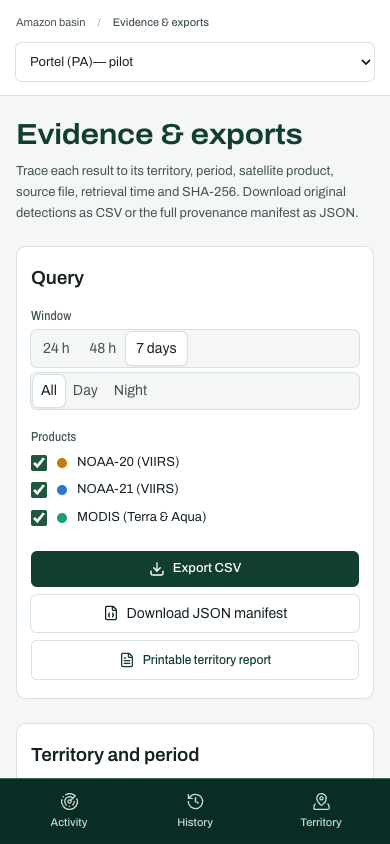 Amazon basin / Evidence & exports
Portel (PA)— pilot
Evidence & exports
Trace each result to its territory, period, satellite product,
source file, retrieval time and SHA-256. Download original
detections as CSV or the full provenance manifest as JSON.
Query
Window
24 h 48 h 7 days
All Day Night
Products
NOAA-20 (VIIRS)
NOAA-21 (VIIRS)
MODIS (Terra & Aqua)
Export CSV
Download JSON manifest
Printable territory report
Territory and period
Activity History Territory